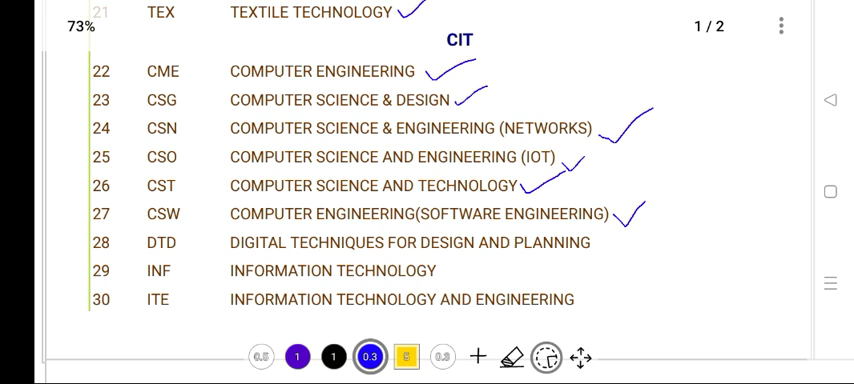 21 TEX TEXTILE TECHNOLOGY
73% 1 / 2
CIT
22 CME COMPUTER ENGINEERING
23 CSG COMPUTER SCIENCE & DESIGN
24 CSN COMPUTER SCIENCE & ENGINEERING (NETWORKS)
25 CSO COMPUTER SCIENCE AND ENGINEERING (IOT)
26 CST COMPUTER SCIENCE AND TECHNOLOGY
27 CSW COMPUTER ENGINEERING(SOFTWARE ENGINEERING)
28 DTD DIGITAL TECHNIQUES FOR DESIGN AND PLANNING
29 INF INFORMATION TECHNOLOGY
30 ITE INFORMATION TECHNOLOGY AND ENGINEERING
0.5 1 1 0.3 5 0.3